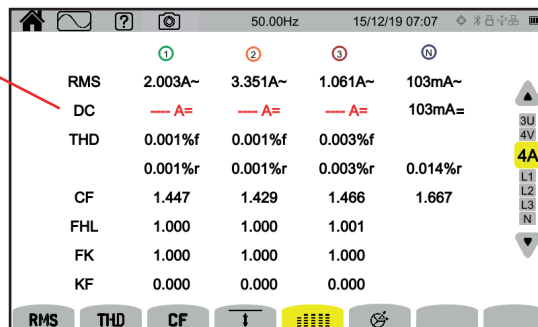 ? 50.00Hz 15/12/19 07:07
1 2 3 N
RMS 2.003A~ 3.351A~ 1.061A~ 103mA~
DC ---- A= ---- A= ---- A= 103mA=
THD 0.001%f 0.001%f 0.003%f
0.001%r 0.001%r 0.003%r 0.014%r
CF 1.447 1.429 1.466 1.667
FHL 1.000 1.000 1.001
FK 1.000 1.000 1.000
KF 0.000 0.000 0.000
3U
4V
4A
L1
L2
L3
N
RMS THD CF